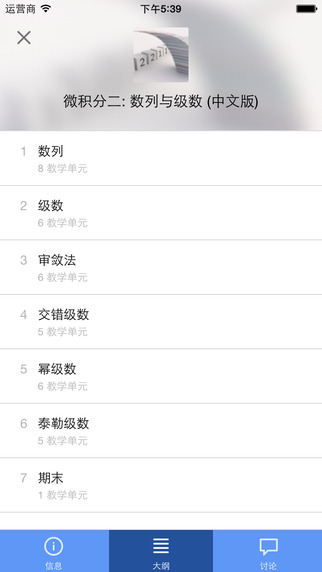 运营商 下午5:39
微积分二: 数列与级数 (中文版)
1 数列
8 教学单元
2 级数
6 教学单元
3 审敛法
6 教学单元
4 交错级数
5 教学单元
5 幂级数
6 教学单元
6 泰勒级数
5 教学单元
7 期末
1 教学单元
信息 大纲 讨论